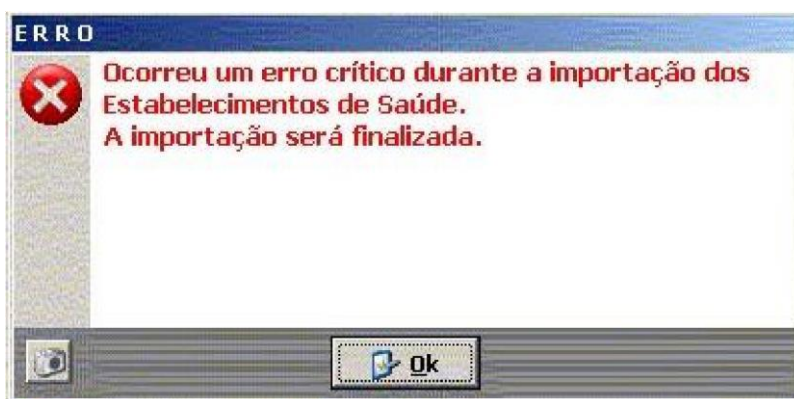 ERRO
Ocorreu um erro crítico durante a importação dos
Estabelecimentos de Saúde.
A importação será finalizada.
Ok